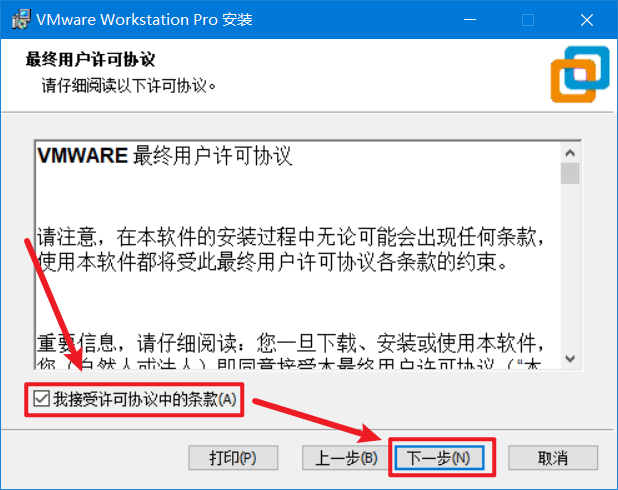 VMware Workstation Pro 安装
最终用户许可协议
请仔细阅读以下许可协议。
VMWARE 最终用户许可协议
请注意，在本软件的安装过程中无论可能会出现任何条款，
使用本软件都将受此最终用户许可协议各条款的约束。
重要信息，请仔细阅读：您一旦下载、安装或使用本软件，
您（自然人或法人）即同意接受本最终用户许可协议（“本
我接受许可协议中的条款(A)
打印(P)
上一步(B)
下一步(N)
取消